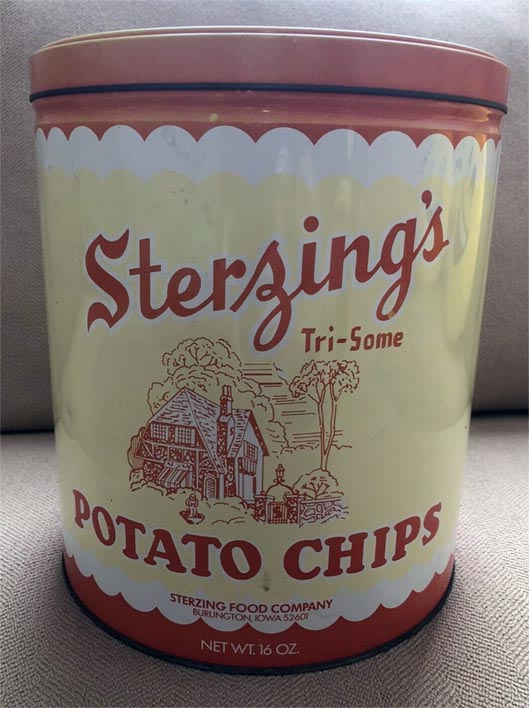 Sterzing's
Tri-Some
POTATO CHIPS
STERZING FOOD COMPANY
BURLINGTON, IOWA 52601
NET WT. 16 OZ.